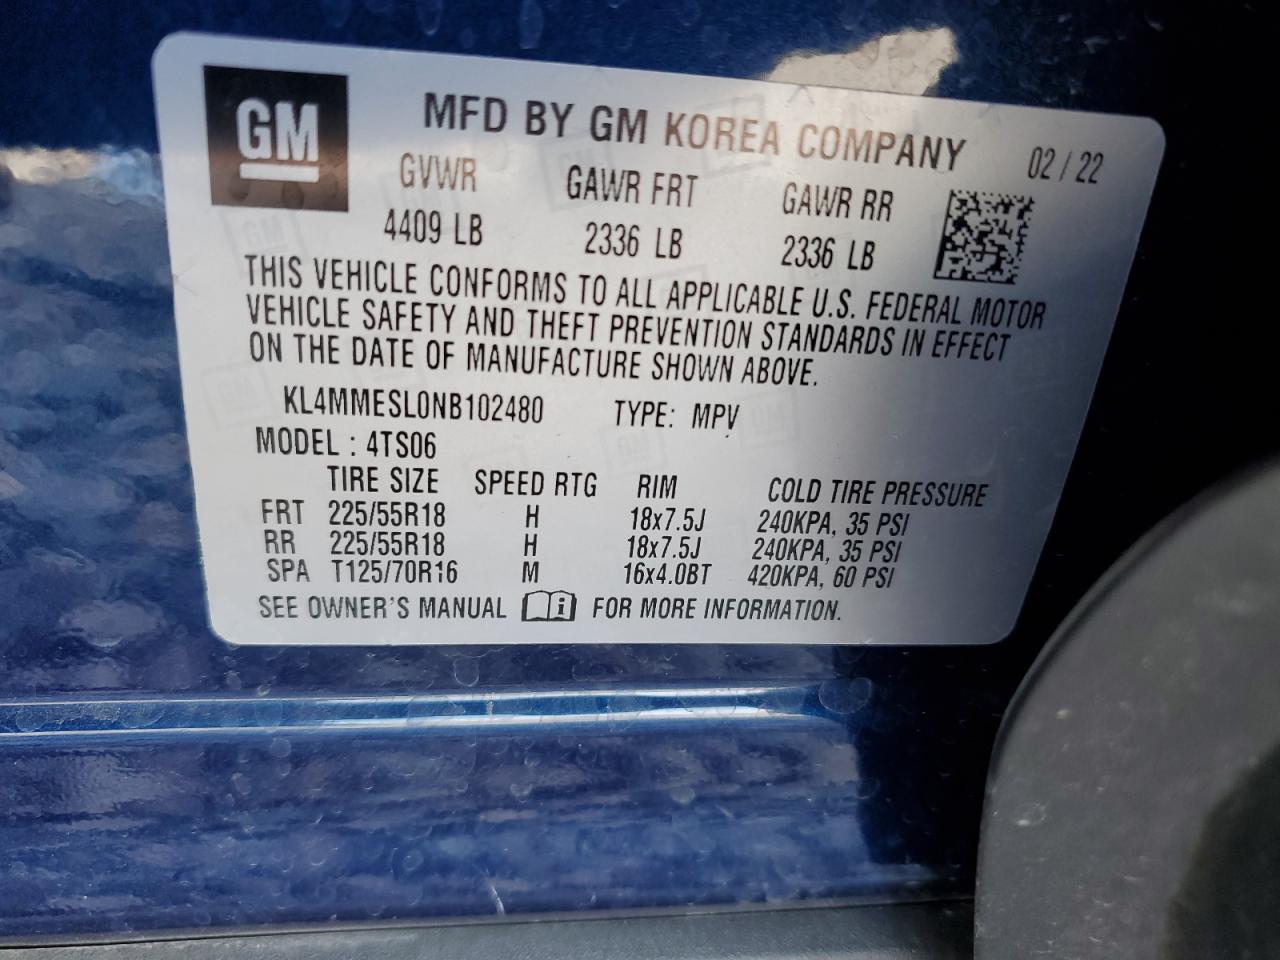 GM
MFD BY GM KOREA COMPANY 02 / 22
GVWR GAWR FRT GAWR RR
4409 LB 2336 LB 2336 LB
THIS VEHICLE CONFORMS TO ALL APPLICABLE U.S. FEDERAL MOTOR
VEHICLE SAFETY AND THEFT PREVENTION STANDARDS IN EFFECT
ON THE DATE OF MANUFACTURE SHOWN ABOVE.
KL4MMESL0NB102480 TYPE: MPV
MODEL : 4TS06
TIRE SIZE SPEED RTG RIM COLD TIRE PRESSURE
FRT 225/55R18 H 18x7.5J 240KPA, 35 PSI
RR 225/55R18 H 18x7.5J 240KPA, 35 PSI
SPA T125/70R16 M 16x4.0BT 420KPA, 60 PSI
SEE OWNER'S MANUAL i FOR MORE INFORMATION.